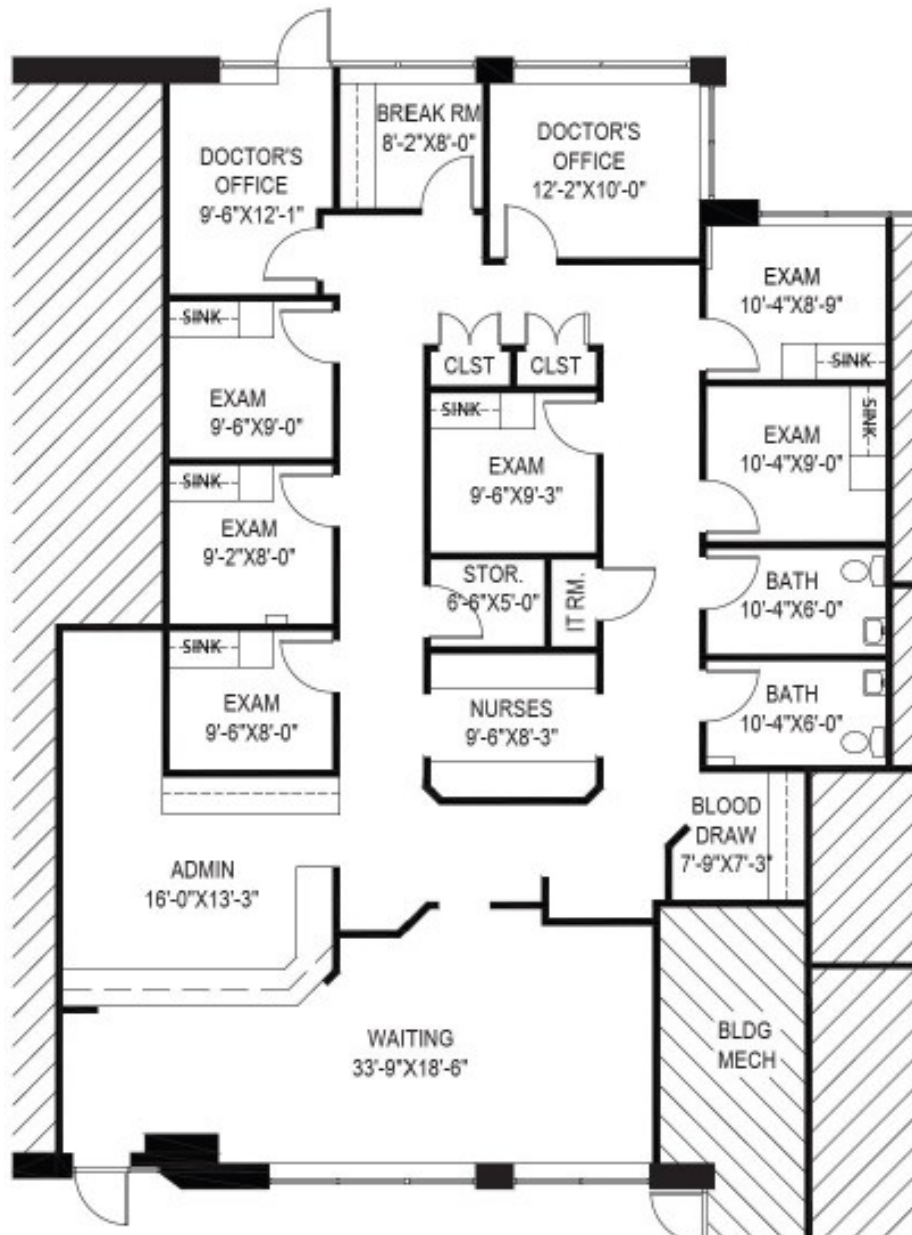 BREAK RM
8'-2"X8'-0"
DOCTOR'S
OFFICE
9'-6"X12'-1"
DOCTOR'S
OFFICE
12'-2"X10'-0"
EXAM
10'-4"X8'-9"
SINK
SINK
EXAM
9'-6"X9'-0"
CLST
CLST
SINK
EXAM
9'-6"X9'-3"
EXAM
10'-4"X9'-0"
SINK
SINK
EXAM
9'-2"X8'-0"
STOR.
6'-6"X5'-0"
IT RM.
BATH
10'-4"X6'-0"
SINK
EXAM
9'-6"X8'-0"
NURSES
9'-6"X8'-3"
BATH
10'-4"X6'-0"
BLOOD
DRAW
7'-9"X7'-3"
ADMIN
16'-0"X13'-3"
WAITING
33'-9"X18'-6"
BLDG
MECH